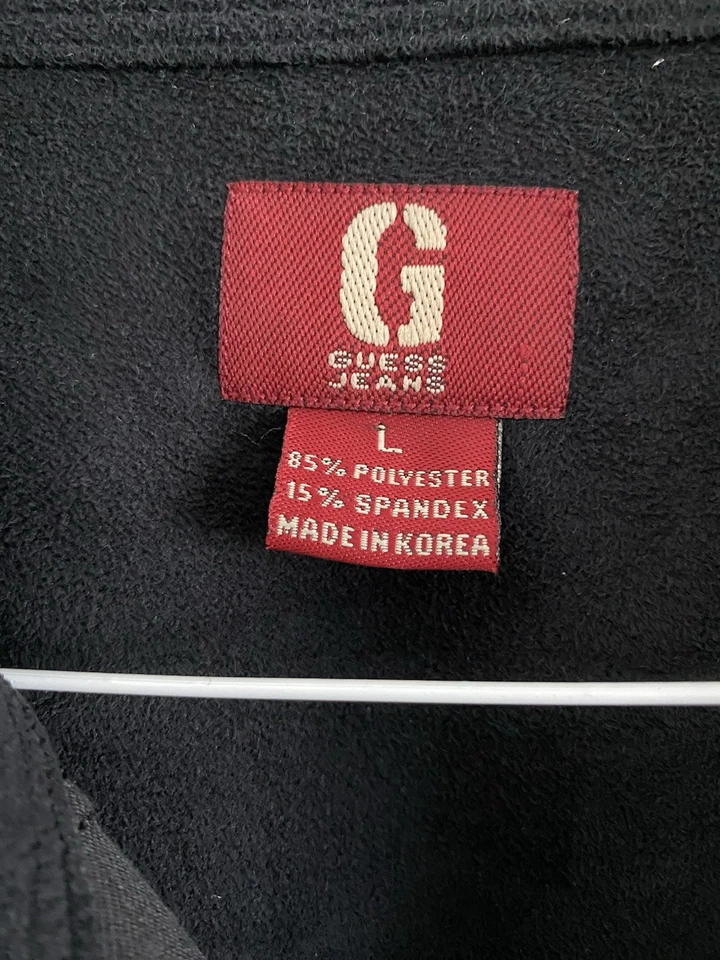 G
GUESS
JEANS
L
85% POLYESTER
15% SPANDEX
MADE IN KOREA